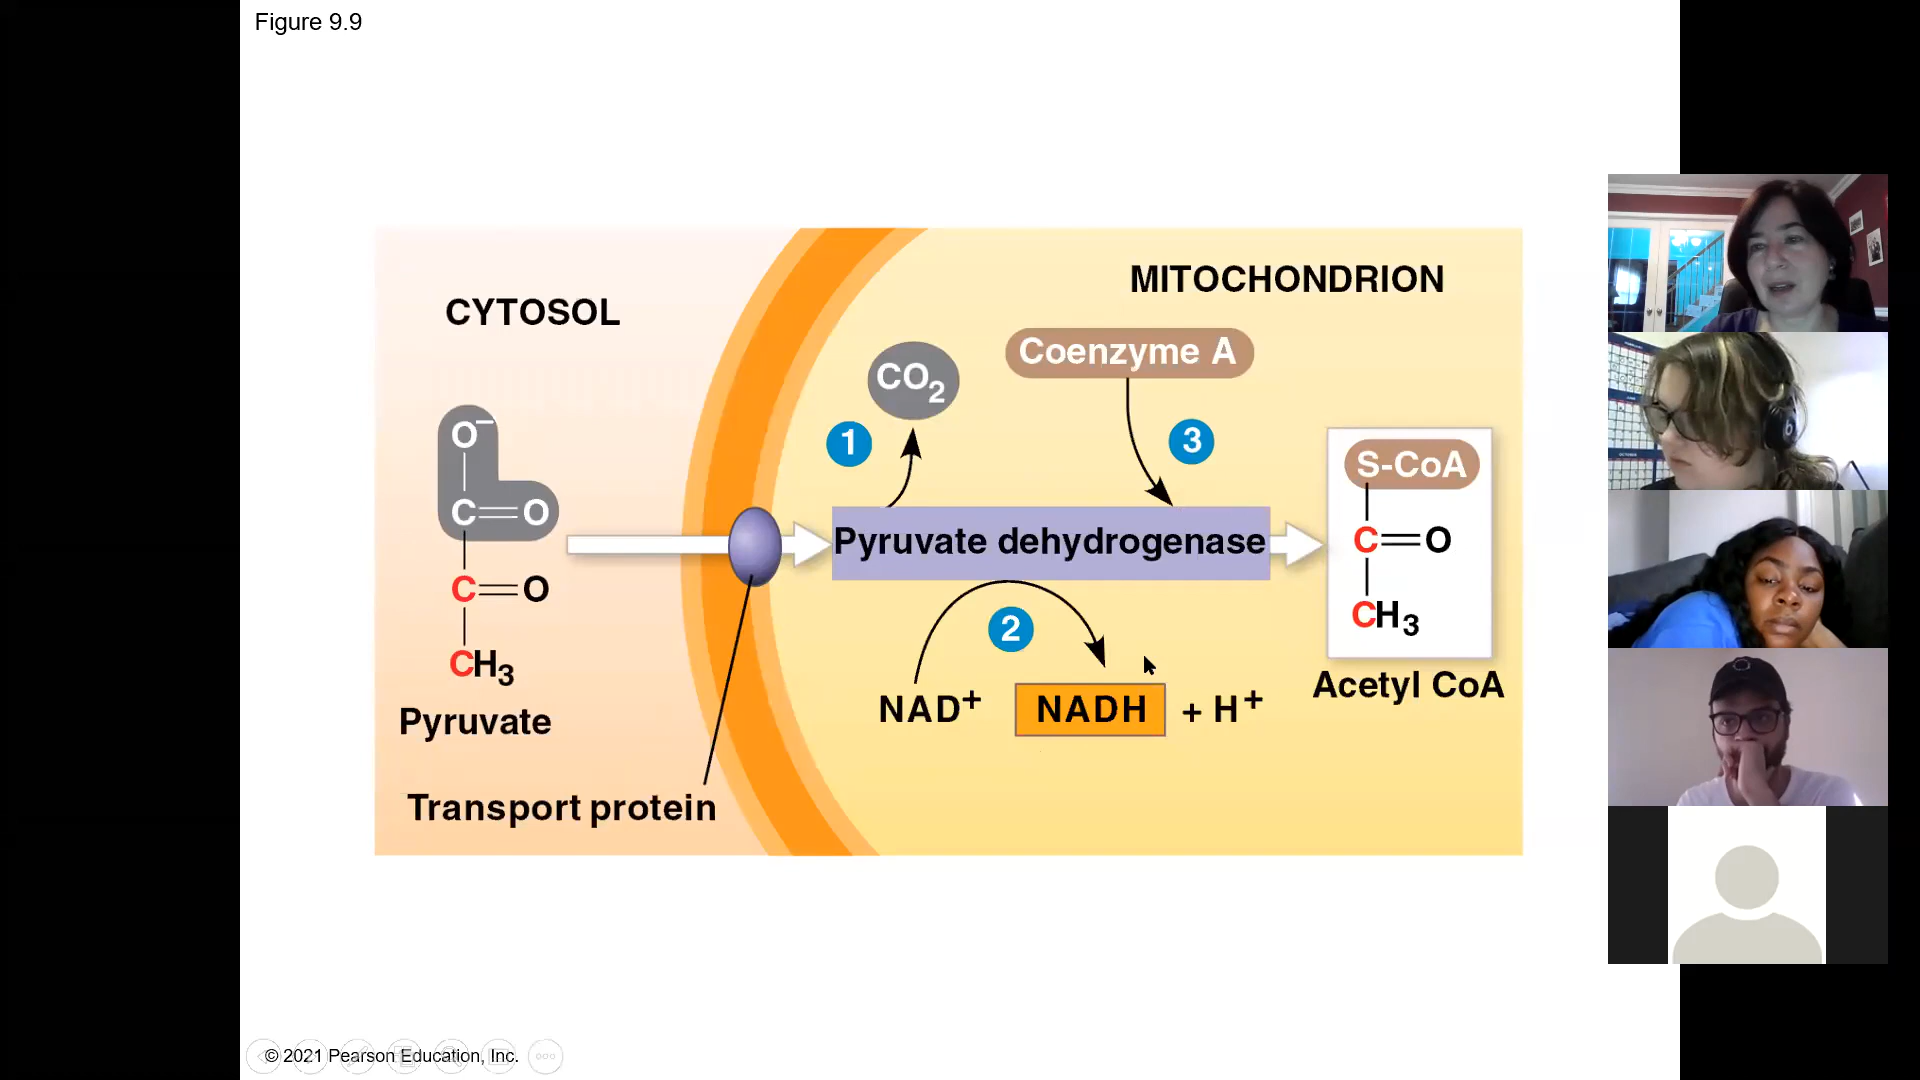 Figure 9.9
CYTOSOL
MITOCHONDRION
CO2
Coenzyme A
1
3
O−
C=O
C=O
CH3
Pyruvate
Transport protein
Pyruvate dehydrogenase
2
NAD+
NADH
+ H+
S-CoA
C=O
CH3
Acetyl CoA
© 2021 Pearson Education, Inc.